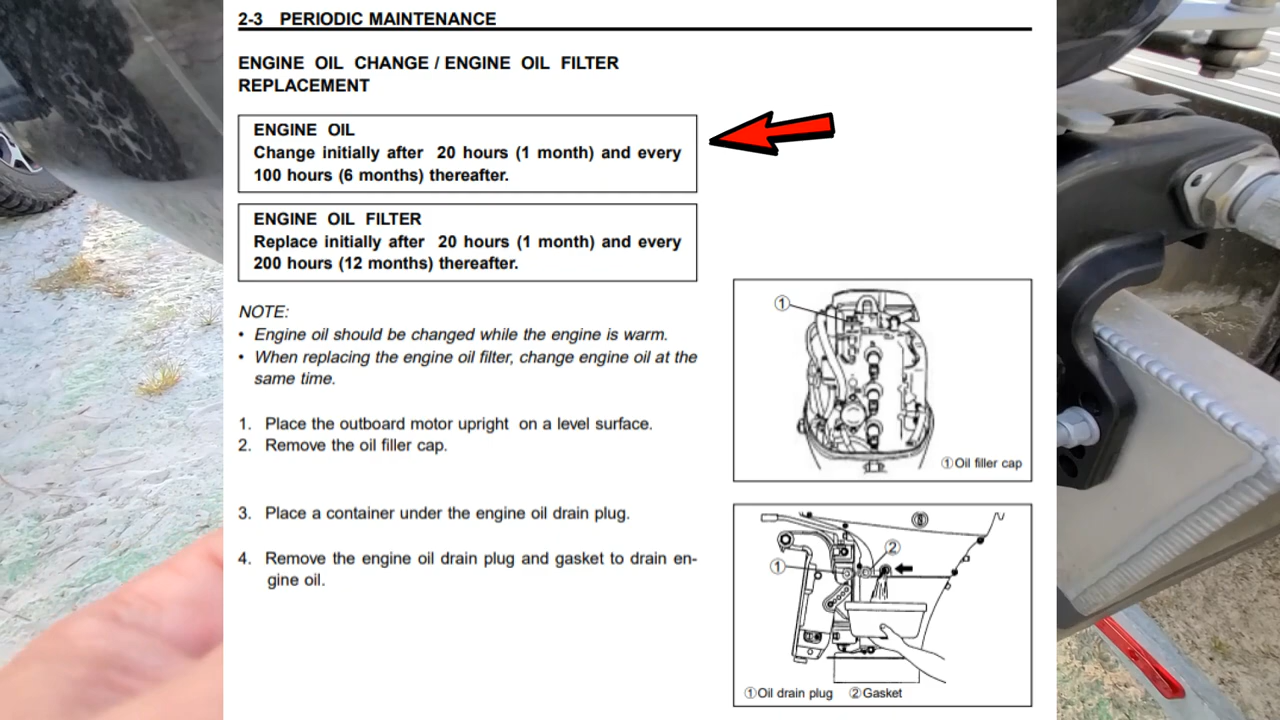 2-3 PERIODIC MAINTENANCE
ENGINE OIL CHANGE / ENGINE OIL FILTER
REPLACEMENT
ENGINE OIL
Change initially after 20 hours (1 month) and every
100 hours (6 months) thereafter.
ENGINE OIL FILTER
Replace initially after 20 hours (1 month) and every
200 hours (12 months) thereafter.
NOTE:
• Engine oil should be changed while the engine is warm.
• When replacing the engine oil filter, change engine oil at the
same time.
1. Place the outboard motor upright on a level surface.
2. Remove the oil filler cap.
①
①Oil filler cap
3. Place a container under the engine oil drain plug.
4. Remove the engine oil drain plug and gasket to drain en-
gine oil.
②
①
①Oil drain plug ②Gasket